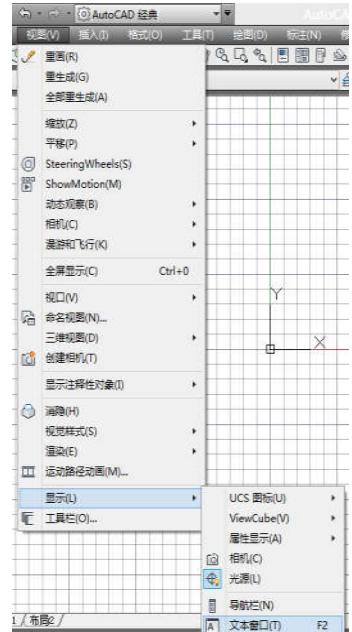 AutoCAD 经典
AutoCA
视图(V) 插入(I) 格式(O) 工具(T) 绘图(D) 标注(N) 修
重画(R)
重生成(G)
全部重生成(A)
缩放(Z)
平移(P)
SteeringWheels(S)
ShowMotion(M)
动态观察(B)
相机(C)
漫游和飞行(K)
全屏显示(C) Ctrl+0
视口(V)
命名视图(N)...
三维视图(D)
创建相机(T)
显示注释性对象(I)
消隐(H)
视觉样式(S)
渲染(E)
运动路径动画(M)...
显示(L)
工具栏(O)...
Y
X
UCS 图标(U)
ViewCube(V)
属性显示(A)
相机(C)
光源(L)
导航栏(N)
文本窗口(T) F2
1 / 布局2 /